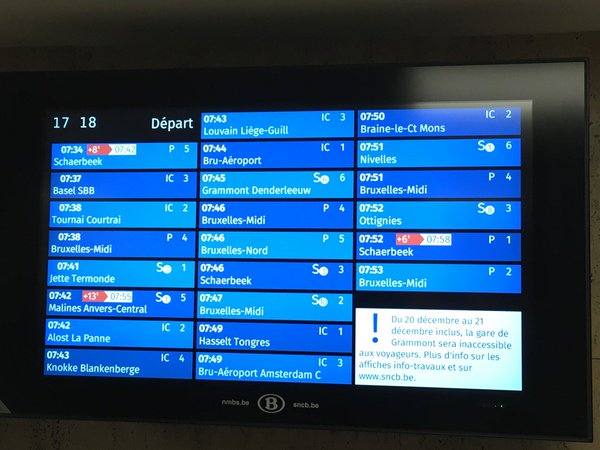 17 18 Départ
07:34 +8' 07:42 P 5
Schaerbeek
07:37 IC 3
Basel SBB
07:38 IC 2
Tournai Courtrai
07:38 P 4
Bruxelles-Midi
07:41 S 1
Jette Termonde
07:42 +13' 07:55 S1 5
Malines Anvers-Central
07:42 IC 2
Alost La Panne
07:43 IC 4
Knokke Blankenberge
07:43 IC 3
Louvain Liège-Guill
07:44 IC 1
Bru-Aéroport
07:45 S 6
Grammont Denderleeuw
07:46 P 4
Bruxelles-Midi
07:46 P 5
Bruxelles-Nord
07:46 S 3
Schaerbeek
07:47 S 2
Bruxelles-Midi
07:49 IC 1
Hasselt Tongres
07:49 IC 3
Bru-Aéroport Amsterdam C
07:50 IC 2
Braine-le-Ct Mons
07:51 S1 6
Nivelles
07:51 P 4
Bruxelles-Midi
07:52 S 3
Ottignies
07:52 +6' 07:58 P 1
Schaerbeek
07:53 P 2
Bruxelles-Midi
! Du 20 décembre au 21
décembre inclus, la gare de
Grammont sera inaccessible
aux voyageurs. Plus d'info sur les
affiches info-travaux et sur
www.sncb.be.
nmbs.be B sncb.be